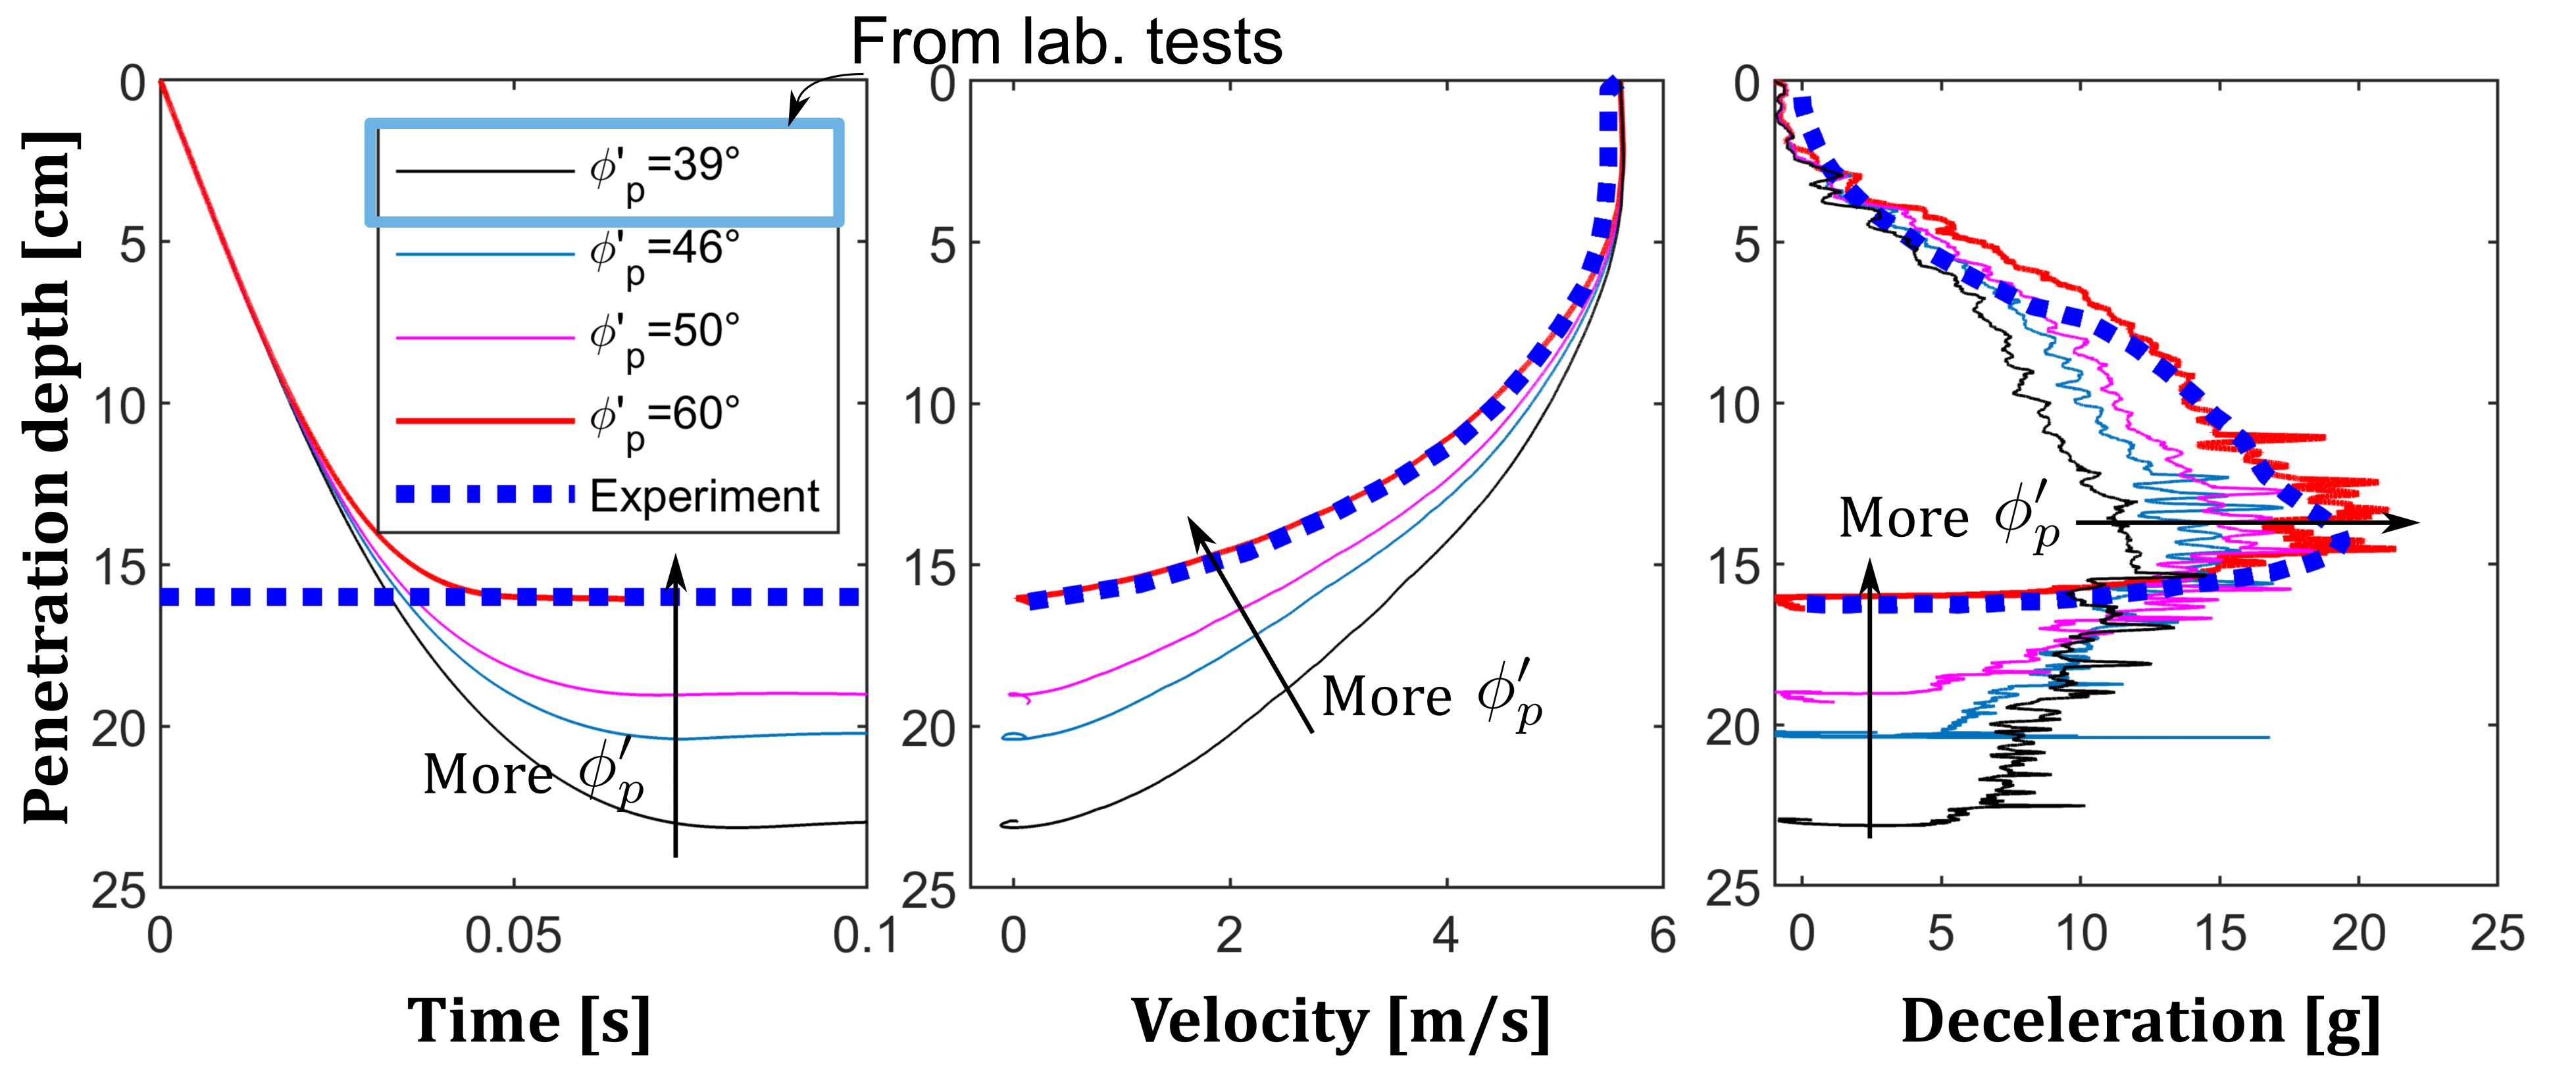 From lab. tests
Penetration depth [cm]
0
5
10
15
20
25
ϕ'p=39°
ϕ'p=46°
ϕ'p=50°
ϕ'p=60°
Experiment
More ϕ′p
0 0.05 0.1
Time [s]
0
5
10
15
20
25
More ϕ′p
0 2 4 6
Velocity [m/s]
0
5
10
15
20
25
More ϕ′p
0 5 10 15 20 25
Deceleration [g]